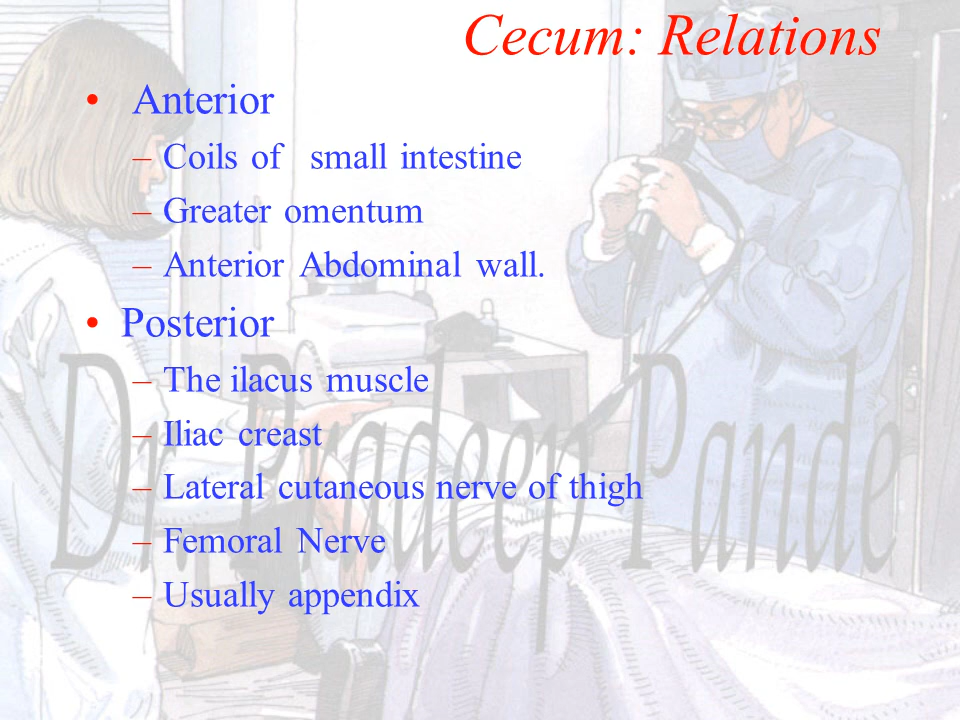 Cecum: Relations
• Anterior
– Coils of small intestine
– Greater omentum
– Anterior Abdominal wall.
• Posterior
– The ilacus muscle
– Iliac creast
– Lateral cutaneous nerve of thigh
– Femoral Nerve
– Usually appendix
Dr. Pradeep Pande